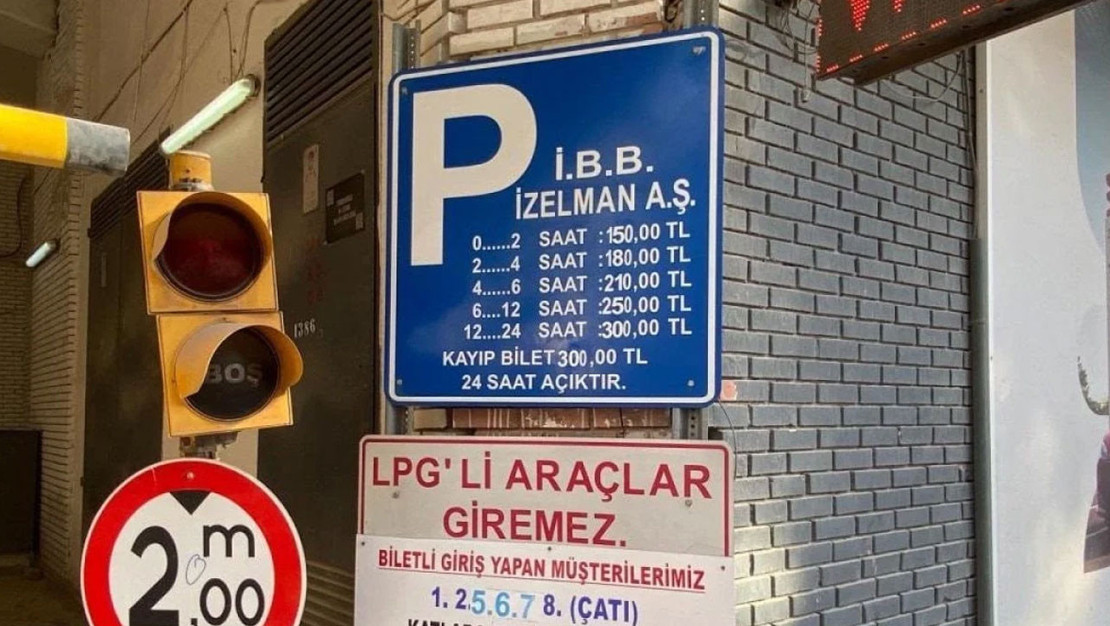 P
İ.B.B.
İZELMAN A.Ş.
0......2 SAAT :150,00 TL
2......4 SAAT :180,00 TL
4......6 SAAT :210,00 TL
6....12 SAAT :250,00 TL
12....24 SAAT :300,00 TL
KAYIP BİLET 300,00 TL
24 SAAT AÇIKTIR.
BOŞ
1386
LPG' Lİ ARAÇLAR
GİREMEZ.
BİLETLİ GİRİŞ YAPAN MÜŞTERİLERİMİZ
1. 2.5.6.7 8. (ÇATI)
2.00 m